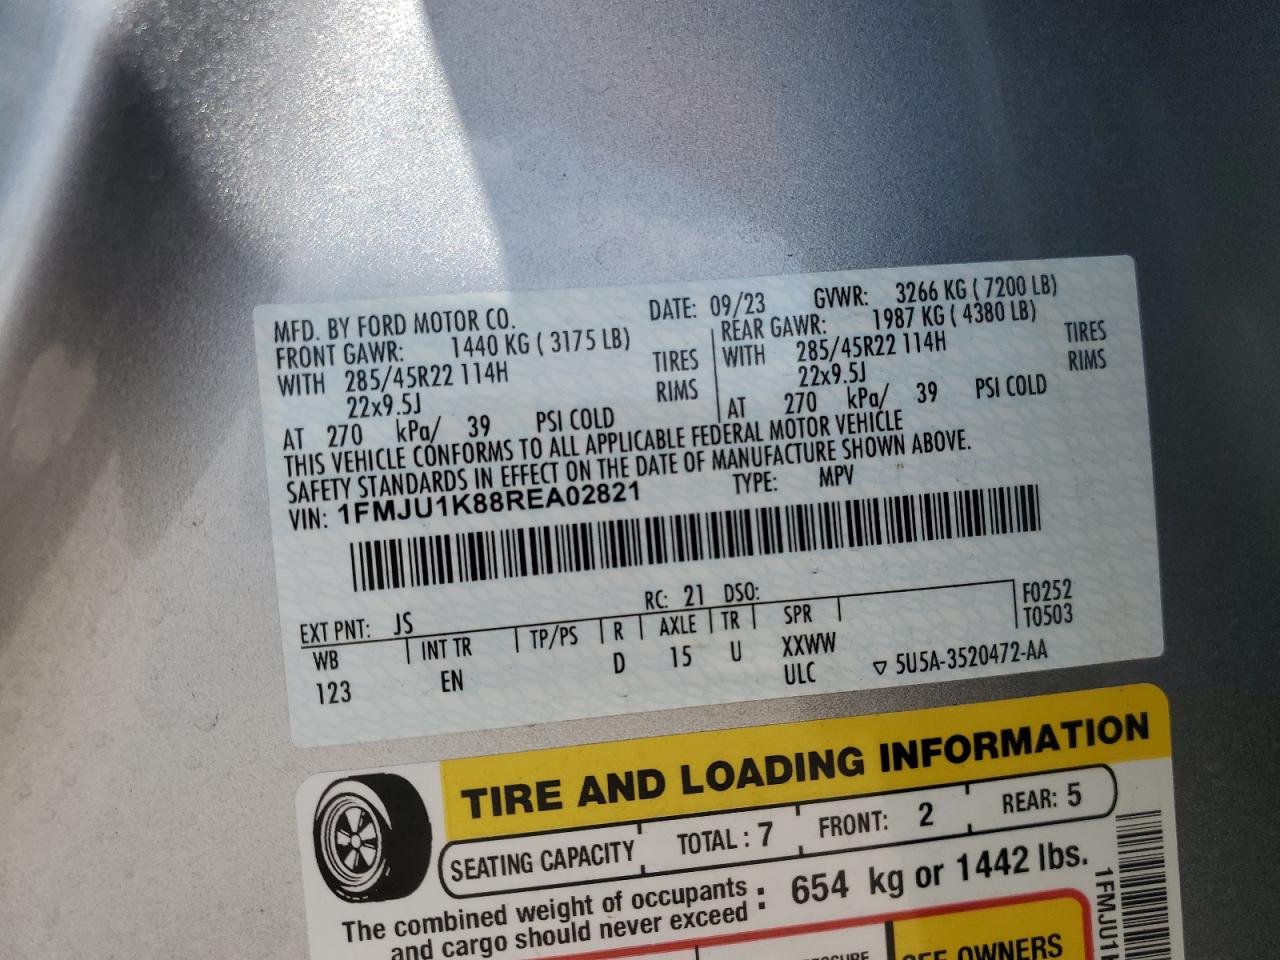 MFD. BY FORD MOTOR CO. DATE: 09/23 GVWR: 3266 KG ( 7200 LB)
FRONT GAWR: 1440 KG ( 3175 LB) REAR GAWR: 1987 KG ( 4380 LB)
WITH 285/45R22 114H TIRES WITH 285/45R22 114H TIRES
22x9.5J RIMS 22x9.5J RIMS
AT 270 kPa/ 39 PSI COLD AT 270 kPa/ 39 PSI COLD
THIS VEHICLE CONFORMS TO ALL APPLICABLE FEDERAL MOTOR VEHICLE
SAFETY STANDARDS IN EFFECT ON THE DATE OF MANUFACTURE SHOWN ABOVE.
VIN: 1FMJU1K88REA02821 TYPE: MPV
EXT PNT: JS RC: 21 DSO: F0252
WB INT TR TP/PS R AXLE TR SPR T0503
123 EN D 15 U XXWW
ULC 5U5A-3520472-AA
TIRE AND LOADING INFORMATION
SEATING CAPACITY TOTAL : 7 FRONT: 2 REAR: 5
The combined weight of occupants
and cargo should never exceed : 654 kg or 1442 lbs.
1FMJU1
SEE OWNERS